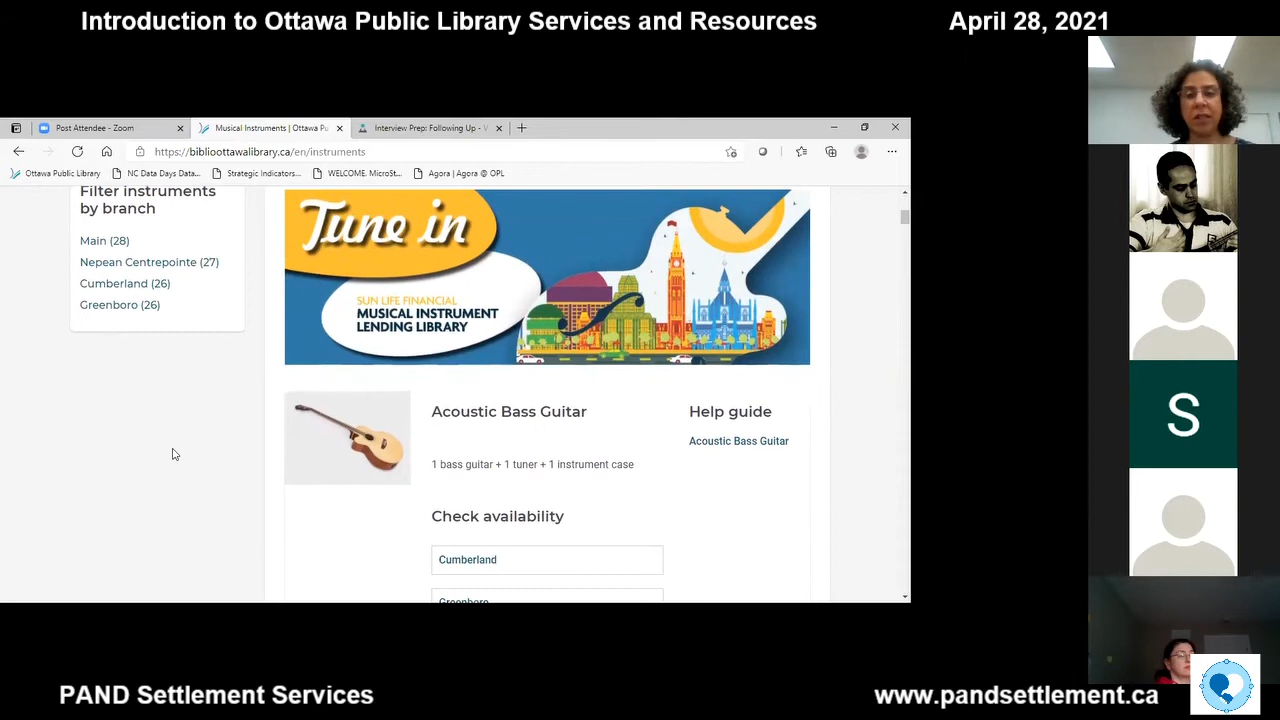 Introduction to Ottawa Public Library Services and Resources
April 28, 2021
Post Attendee - Zoom
Musical Instruments | Ottawa Pu
Interview Prep: Following Up - V
https://biblioottawalibrary.ca/en/instruments
Ottawa Public Library
NC Data Days Data...
Strategic Indicators...
WELCOME. MicroSt...
Agora | Agora @ OPL
Filter instruments
by branch
Main (28)
Nepean Centrepointe (27)
Cumberland (26)
Greenboro (26)
Tune in
SUN LIFE FINANCIAL
MUSICAL INSTRUMENT
LENDING LIBRARY
Acoustic Bass Guitar
Help guide
Acoustic Bass Guitar
1 bass guitar + 1 tuner + 1 instrument case
Check availability
Cumberland
Greenboro
S
PAND Settlement Services
www.pandsettlement.ca